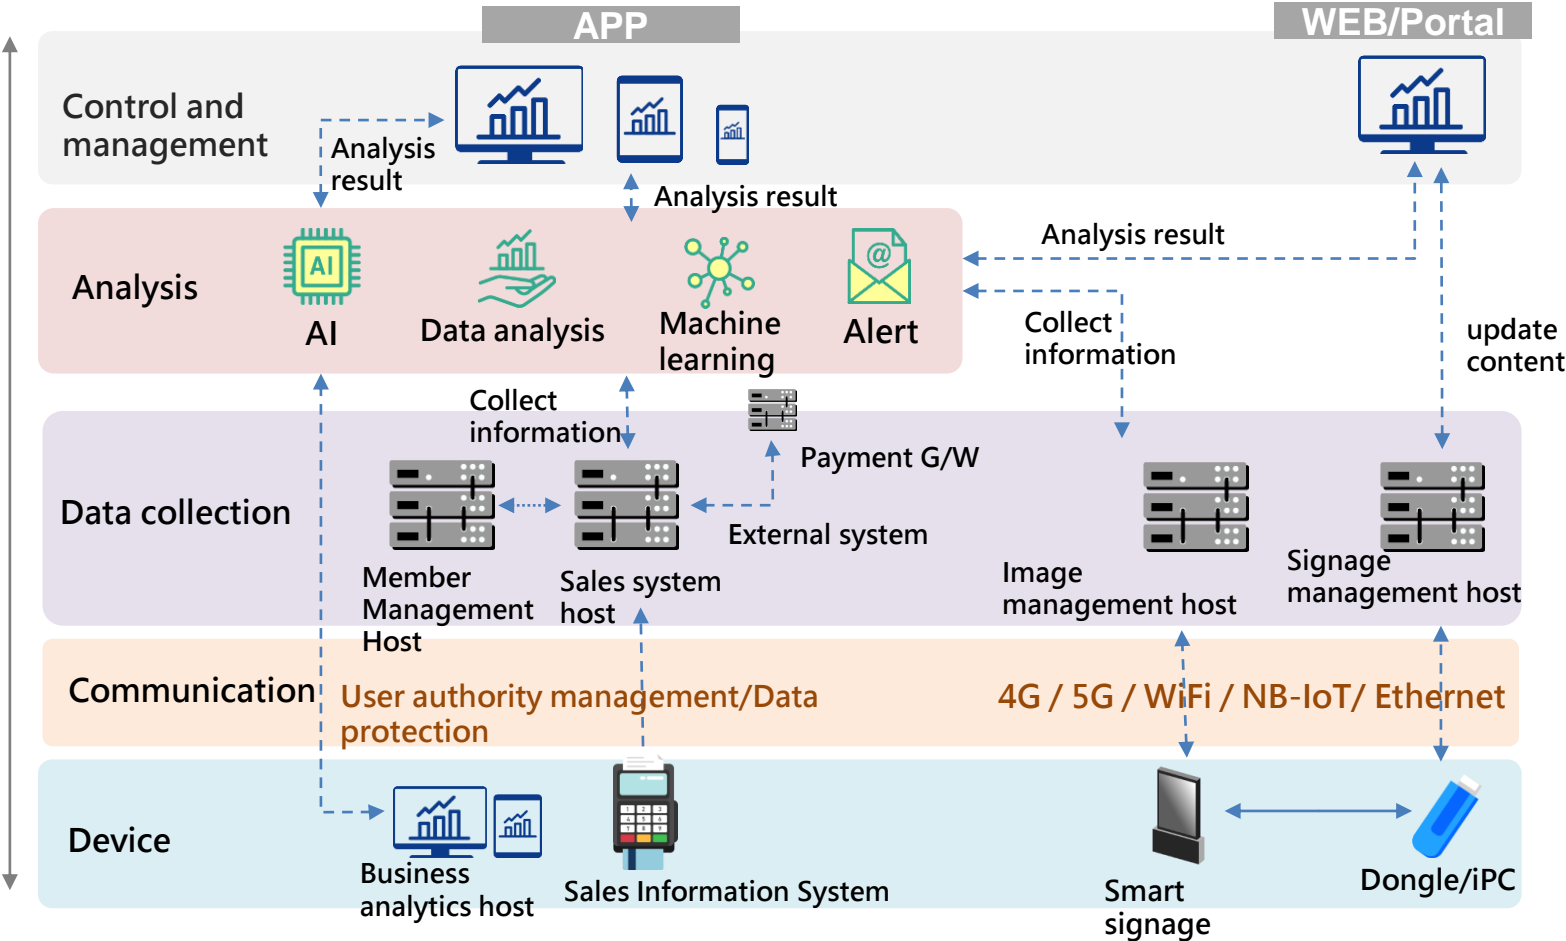 APP
WEB/Portal
Control and
management
Analysis
result
Analysis result
Analysis result
Analysis
AI
AI
Data analysis
Machine
learning
@
Alert
Collect
information
update
content
Collect
information
Payment G/W
Data collection
External system
Member
Management
Host
Sales system
host
Image
management host
Signage
management host
Communication
User authority management/Data
protection
4G / 5G / WiFi / NB-IoT/ Ethernet
Device
Business
analytics host
Sales Information System
Smart
signage
Dongle/iPC